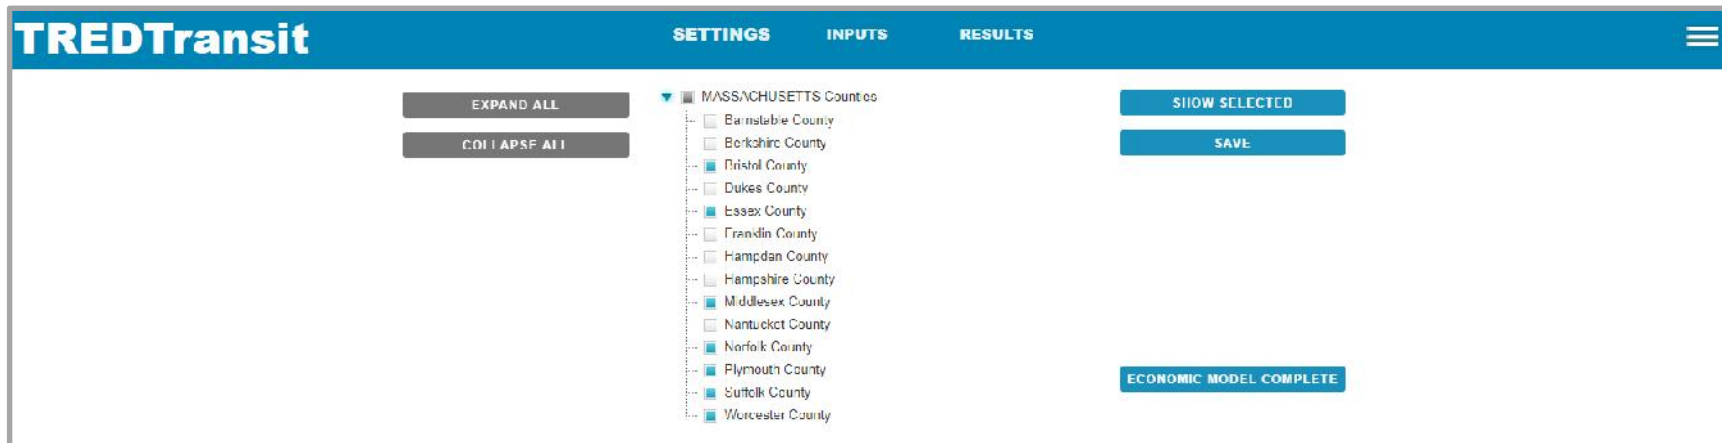 TREDTransit
SETTINGS INPUTS RESULTS
EXPAND ALL
COLLAPSE ALL
MASSACHUSETTS Counties
Barnstable County
Berkshire County
Bristol County
Dukes County
Essex County
Franklin County
Hampdan County
Hampshire County
Middlesex County
Nantucket County
Norfolk County
Plymouth County
Suffolk County
Worcester County
SHOW SELECTED
SAVE
ECONOMIC MODEL COMPLETE